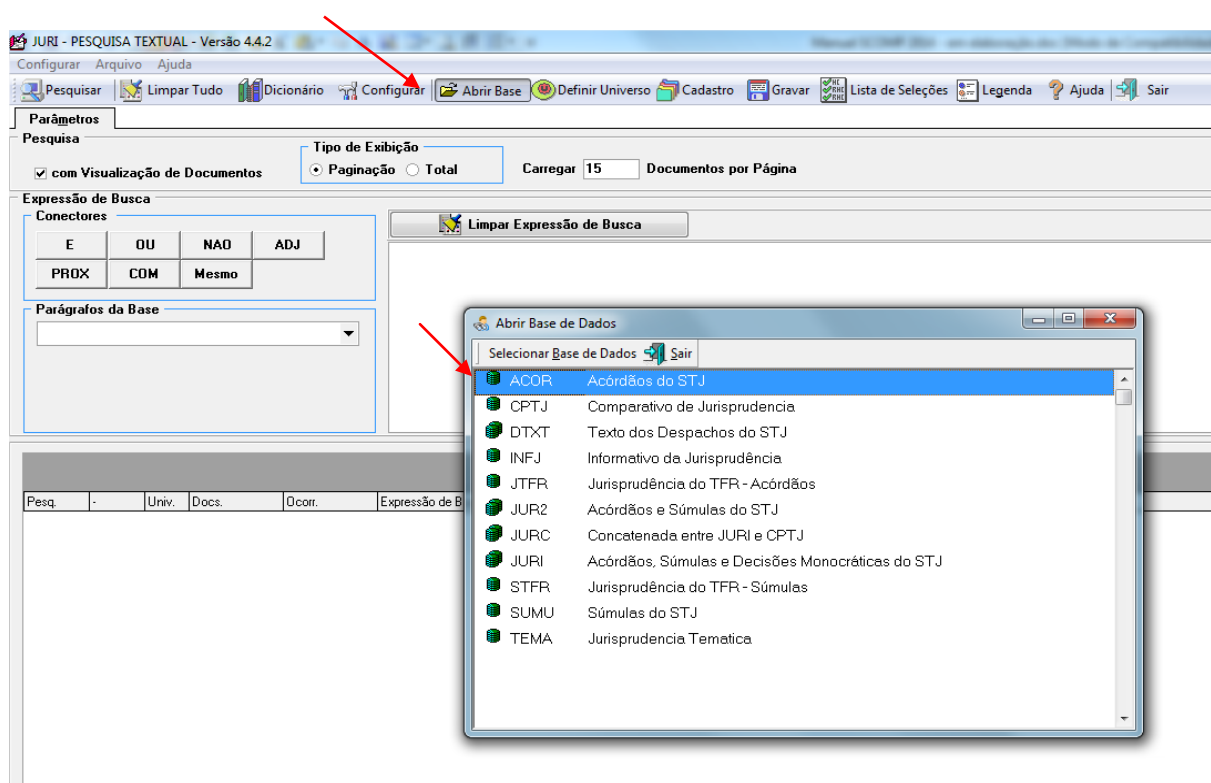 JURI - PESQUISA TEXTUAL - Versão 4.4.2
Configurar Arquivo Ajuda
Pesquisar Limpar Tudo Dicionário Configurar Abrir Base Definir Universo Cadastro Gravar Lista de Seleções Legenda Ajuda Sair
Parâmetros
Pesquisa
com Visualização de Documentos
Tipo de Exibição
Paginação Total
Carregar 15 Documentos por Página
Expressão de Busca
Conectores
E OU NAO ADJ
PROX COM Mesmo
Limpar Expressão de Busca
Parágrafos da Base
Abrir Base de Dados
Selecionar Base de Dados Sair
ACOR Acórdãos do STJ
CPTJ Comparativo de Jurisprudencia
DTXT Texto dos Despachos do STJ
INFJ Informativo da Jurisprudência
JTFR Jurisprudência do TFR - Acórdãos
JUR2 Acórdãos e Súmulas do STJ
JURC Concatenada entre JURI e CPTJ
JURI Acórdãos, Súmulas e Decisões Monocráticas do STJ
STFR Jurisprudência do TFR - Súmulas
SUMU Súmulas do STJ
TEMA Jurisprudencia Tematica
Pesq. - Univ. Docs. Ocorr. Expressão de B